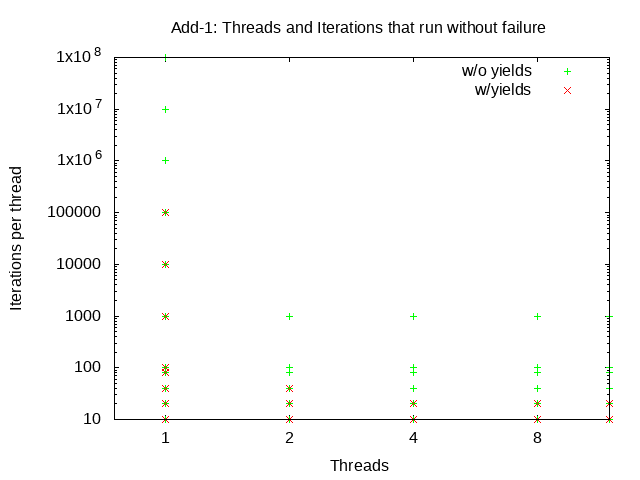 Add-1: Threads and Iterations that run without failure
1x10^8
w/o yields
w/yields
1x10^7
1x10^6
100000
10000
1000
100
10
Iterations per thread
1 2 4 8
Threads